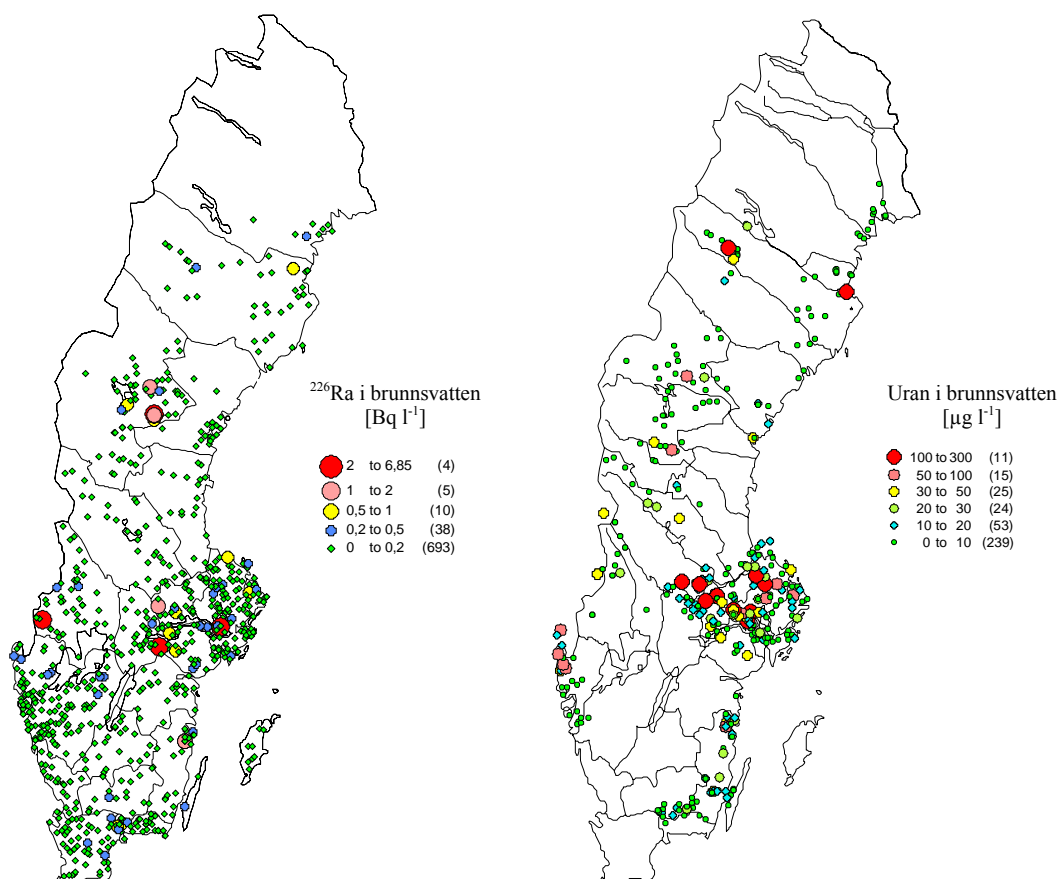 ²²⁶Ra i brunnsvatten
[Bq l⁻¹]
2 to 6,85 (4)
1 to 2 (5)
0,5 to 1 (10)
0,2 to 0,5 (38)
0 to 0,2 (693)
Uran i brunnsvatten
[µg l⁻¹]
100 to 300 (11)
50 to 100 (15)
30 to 50 (25)
20 to 30 (24)
10 to 20 (53)
0 to 10 (239)